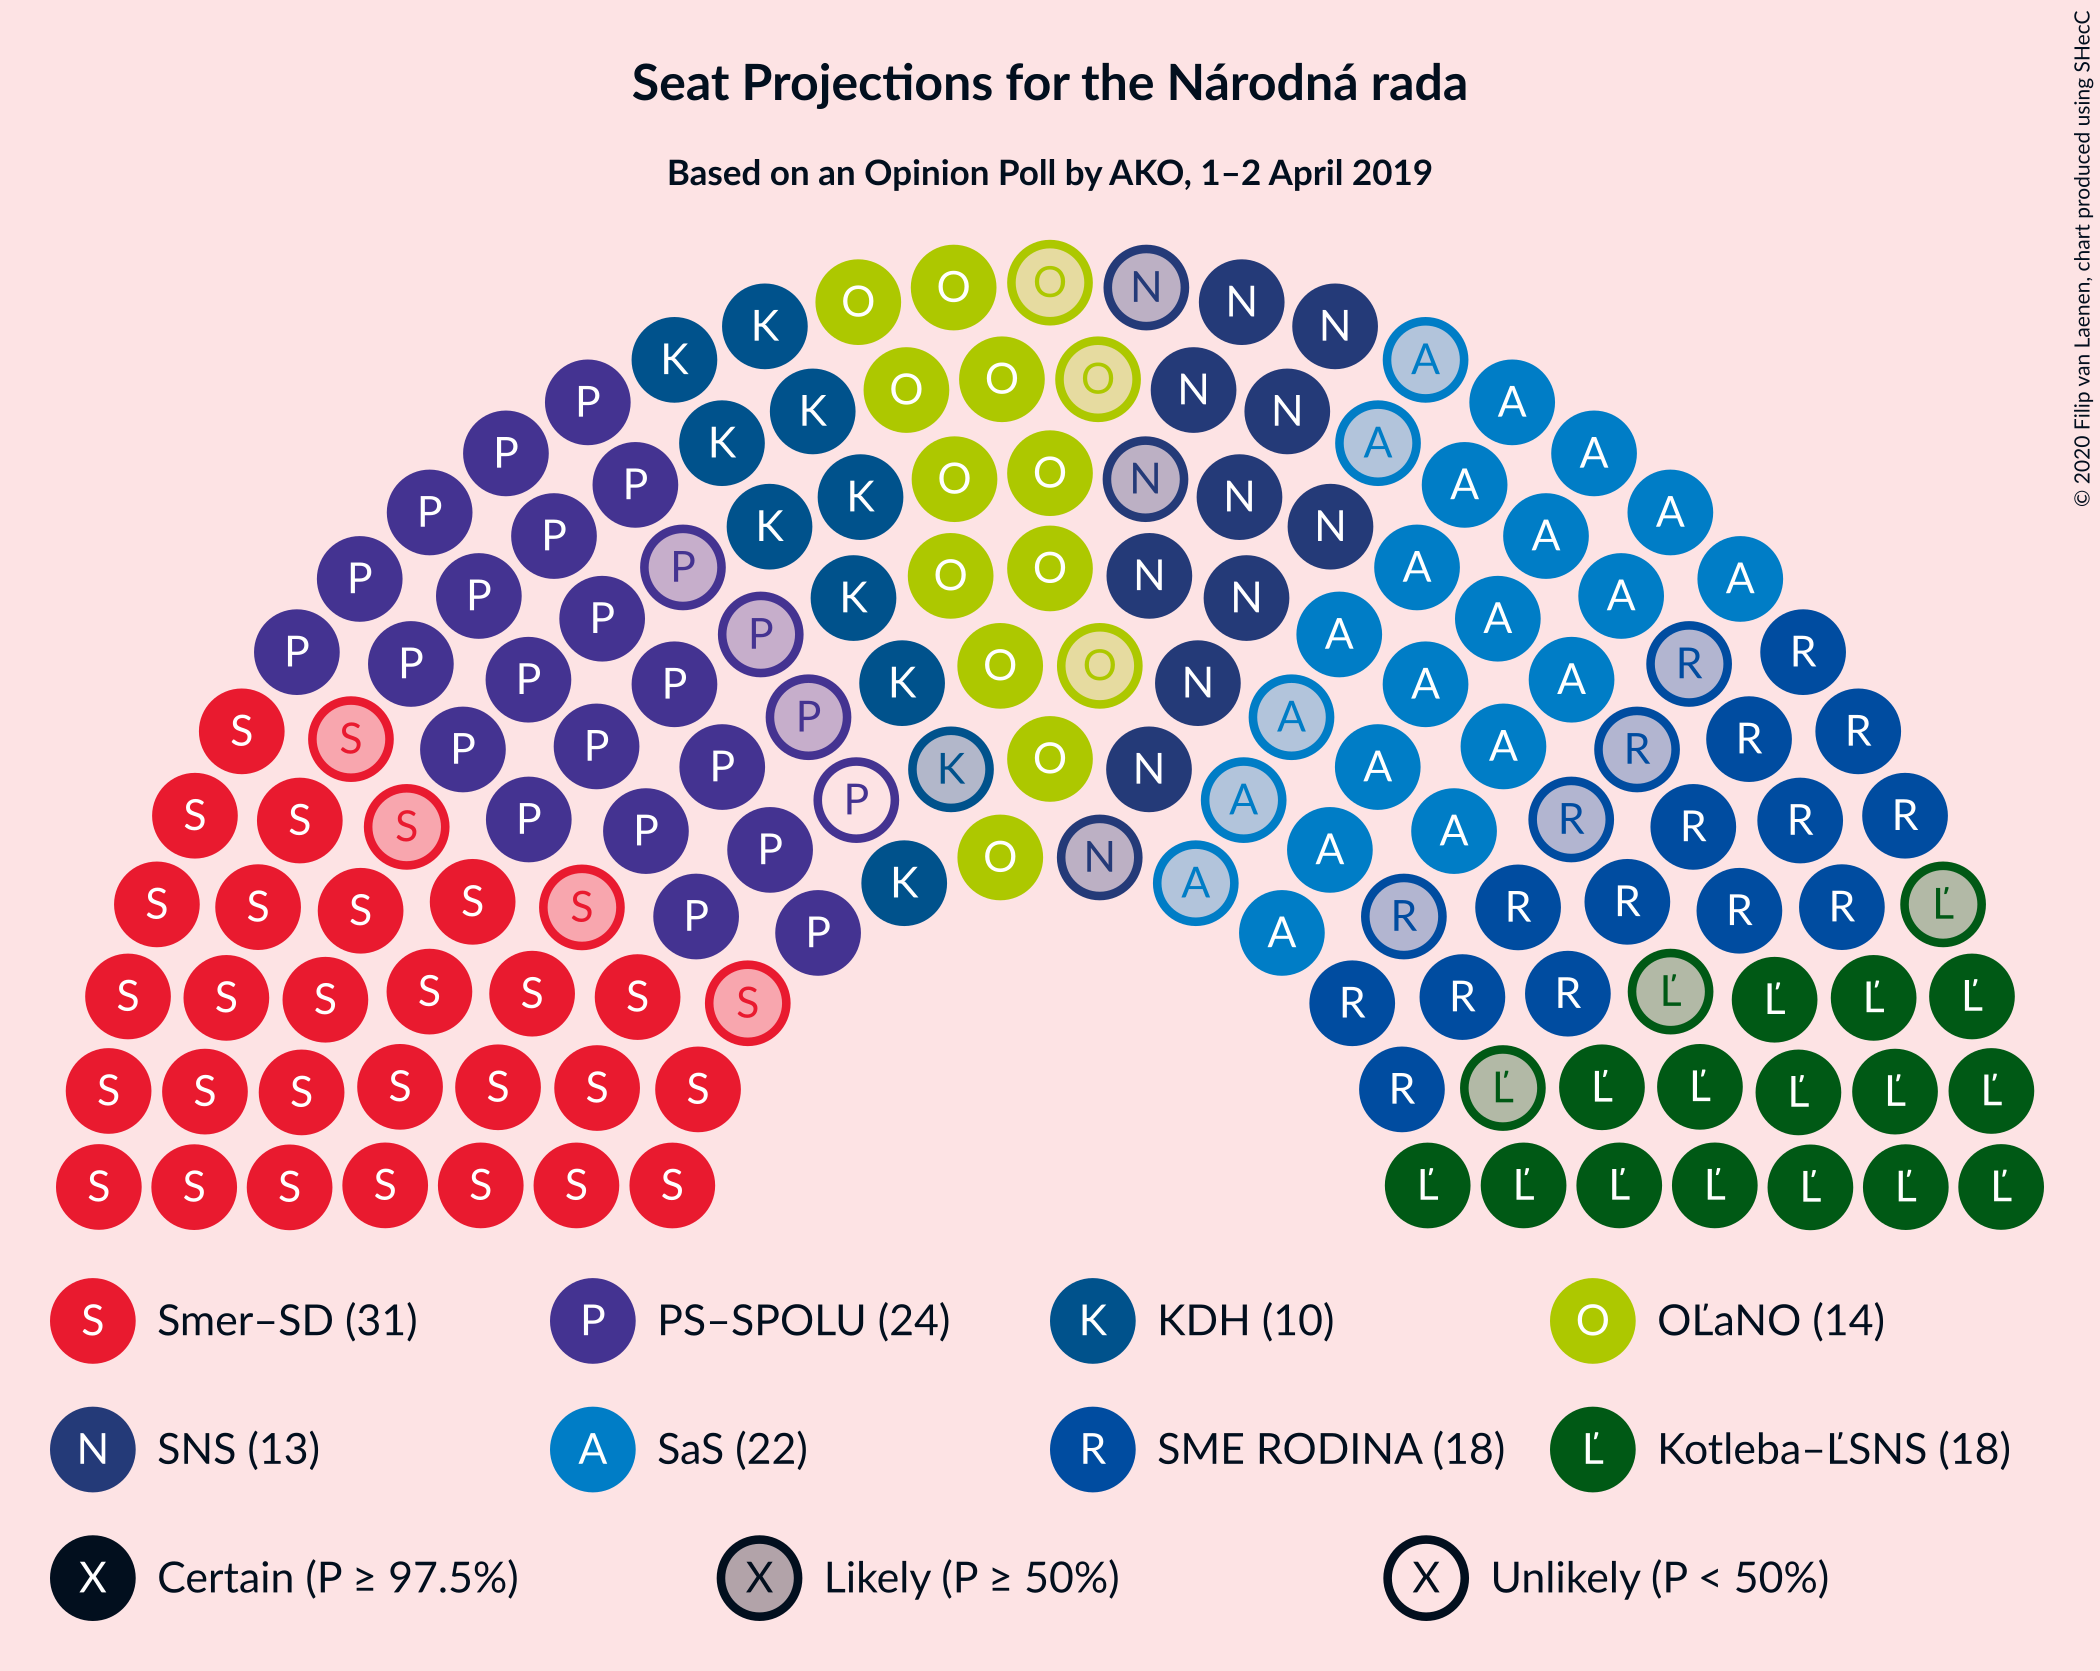 Seat Projections for the Národná rada
Based on an Opinion Poll by AKO, 1–2 April 2019
© 2020 Filip van Laenen, chart produced using SHecC
O O O N N N
K K A
P O O O N N A A
P P K K A A
P P K O O N N N A A
P P K O O N N A A A
P P P P P K O O N A A A R R
S S P P P P K O N A A A R R R
S S S P P P P K O N A A A R R R R
S S S S S P P K O N A A R R R R R Ľ
S S S S S S S R R R Ľ Ľ Ľ Ľ
S S S S S S S R Ľ Ľ Ľ Ľ Ľ Ľ
S S S S S S S Ľ Ľ Ľ Ľ Ľ Ľ Ľ
S Smer–SD (31) P PS–SPOLU (24) K KDH (10) O OĽaNO (14)
N SNS (13) A SaS (22) R SME RODINA (18) Ľ Kotleba–ĽSNS (18)
X Certain (P ≥ 97.5%) X Likely (P ≥ 50%) X Unlikely (P < 50%)